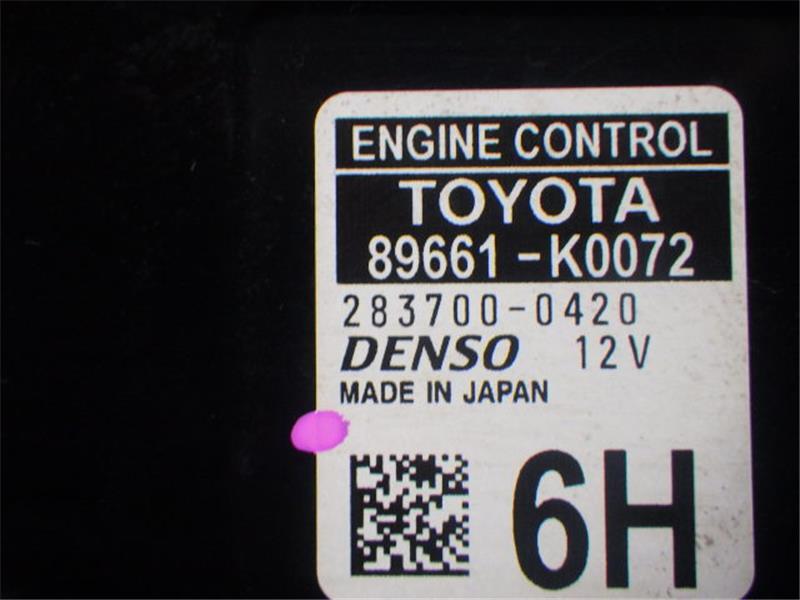 ENGINE CONTROL
TOYOTA
89661-K0072
283700-0420
DENSO 12V
MADE IN JAPAN
6H